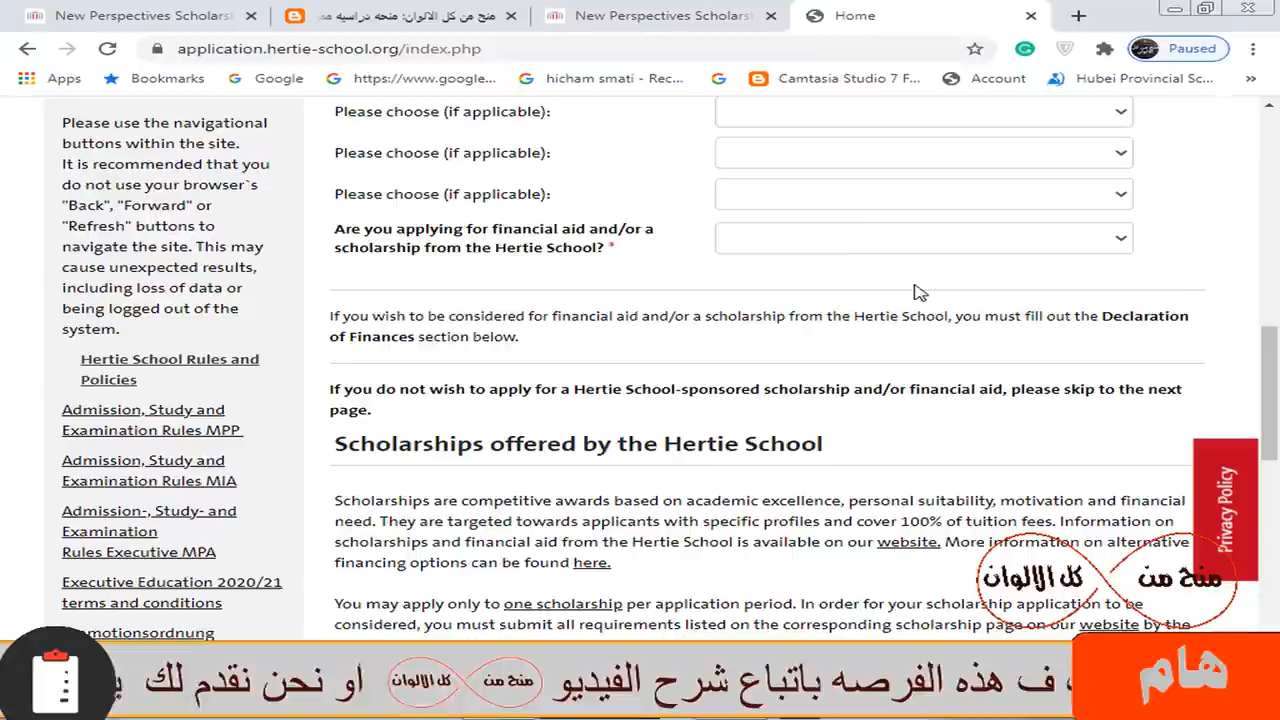 New Perspectives Scholarsh
منح من كل الالوان: منحه دراسيه مم
New Perspectives Scholarsh
Home
application.hertie-school.org/index.php
Paused
Apps
Bookmarks
Google
https://www.google...
hicham smati - Rec...
Camtasia Studio 7 F...
Account
Hubei Provincial Sc...
»
Please use the navigational
buttons within the site.
It is recommended that you
do not use your browser`s
"Back", "Forward" or
"Refresh" buttons to
navigate the site. This may
cause unexpected results,
including loss of data or
being logged out of the
system.
Hertie School Rules and
Policies
Admission, Study and
Examination Rules MPP
Admission, Study and
Examination Rules MIA
Admission-, Study- and
Examination
Rules Executive MPA
Executive Education 2020/21
terms and conditions
omotionsordnung
Please choose (if applicable):
Please choose (if applicable):
Please choose (if applicable):
Are you applying for financial aid and/or a
scholarship from the Hertie School? *
If you wish to be considered for financial aid and/or a scholarship from the Hertie School, you must fill out the Declaration
of Finances section below.
If you do not wish to apply for a Hertie School-sponsored scholarship and/or financial aid, please skip to the next
page.
Scholarships offered by the Hertie School
Scholarships are competitive awards based on academic excellence, personal suitability, motivation and financial
need. They are targeted towards applicants with specific profiles and cover 100% of tuition fees. Information on
scholarships and financial aid from the Hertie School is available on our website. More information on alternative
financing options can be found here.
You may apply only to one scholarship per application period. In order for your scholarship application to be
considered, you must submit all requirements listed on the corresponding scholarship page on our website by the
Privacy Policy
منح من كل الالوان
هام
ف هذه الفرصه باتباع شرح الفيديو منح من كل الالوان او نحن نقدم لك